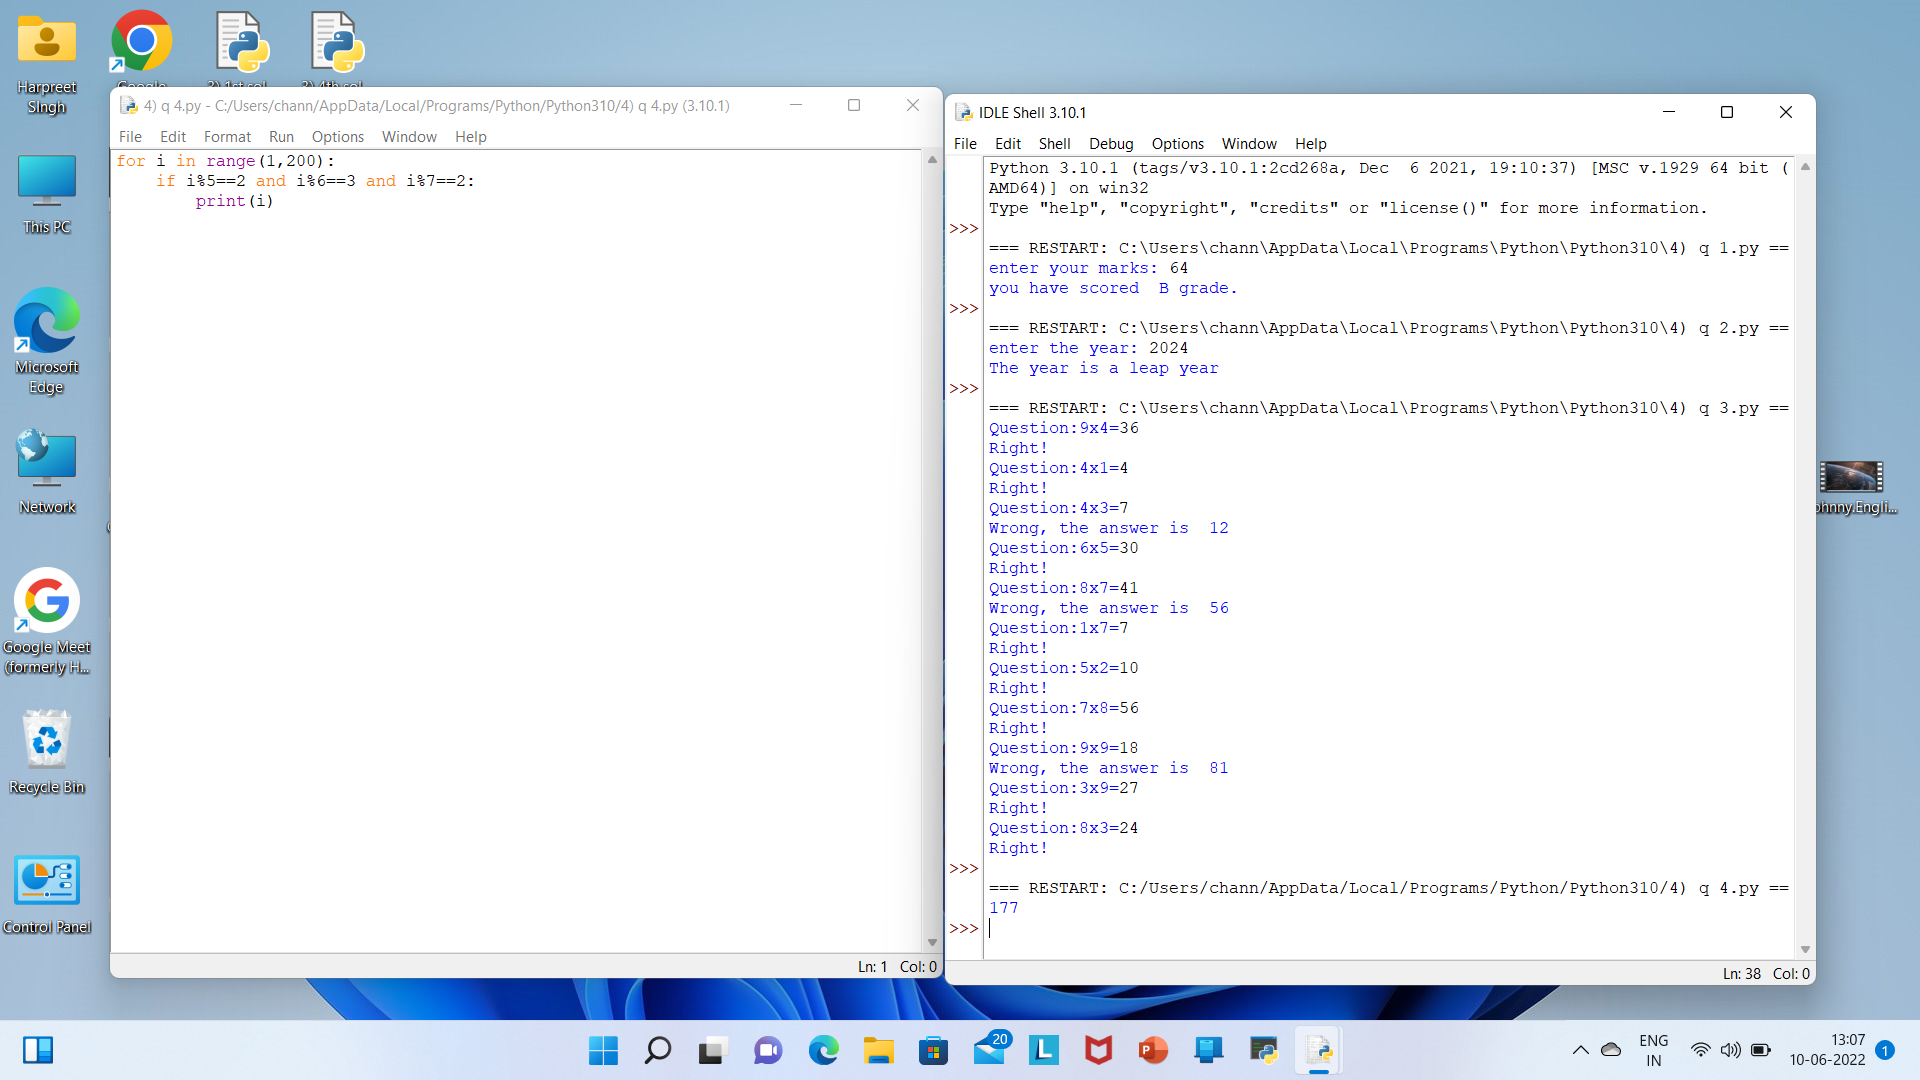 Harpreet
SIngh
Google
3) 1st sol
3) 4th sol
This PC
Microsoft
Edge
Network
Google Meet
(formerly H...
Recycle Bin
Control Panel
4) q 4.py - C:/Users/chann/AppData/Local/Programs/Python/Python310/4) q 4.py (3.10.1)
File Edit Format Run Options Window Help
for i in range(1,200):
    if i%5==2 and i%6==3 and i%7==2:
        print(i)
Ln: 1 Col: 0
IDLE Shell 3.10.1
File Edit Shell Debug Options Window Help
Python 3.10.1 (tags/v3.10.1:2cd268a, Dec  6 2021, 19:10:37) [MSC v.1929 64 bit (
AMD64)] on win32
Type "help", "copyright", "credits" or "license()" for more information.
>>>
=== RESTART: C:\Users\chann\AppData\Local\Programs\Python\Python310\4) q 1.py ==
enter your marks: 64
you have scored  B grade.
>>>
=== RESTART: C:\Users\chann\AppData\Local\Programs\Python\Python310\4) q 2.py ==
enter the year: 2024
The year is a leap year
>>>
=== RESTART: C:\Users\chann\AppData\Local\Programs\Python\Python310\4) q 3.py ==
Question:9x4=36
Right!
Question:4x1=4
Right!
Question:4x3=7
Wrong, the answer is  12
Question:6x5=30
Right!
Question:8x7=41
Wrong, the answer is  56
Question:1x7=7
Right!
Question:5x2=10
Right!
Question:7x8=56
Right!
Question:9x9=18
Wrong, the answer is  81
Question:3x9=27
Right!
Question:8x3=24
Right!
>>>
=== RESTART: C:/Users/chann/AppData/Local/Programs/Python/Python310/4) q 4.py ==
177
>>>
Ln: 38 Col: 0
ohnny.Engli...
20
ENG
IN
13:07
10-06-2022
1